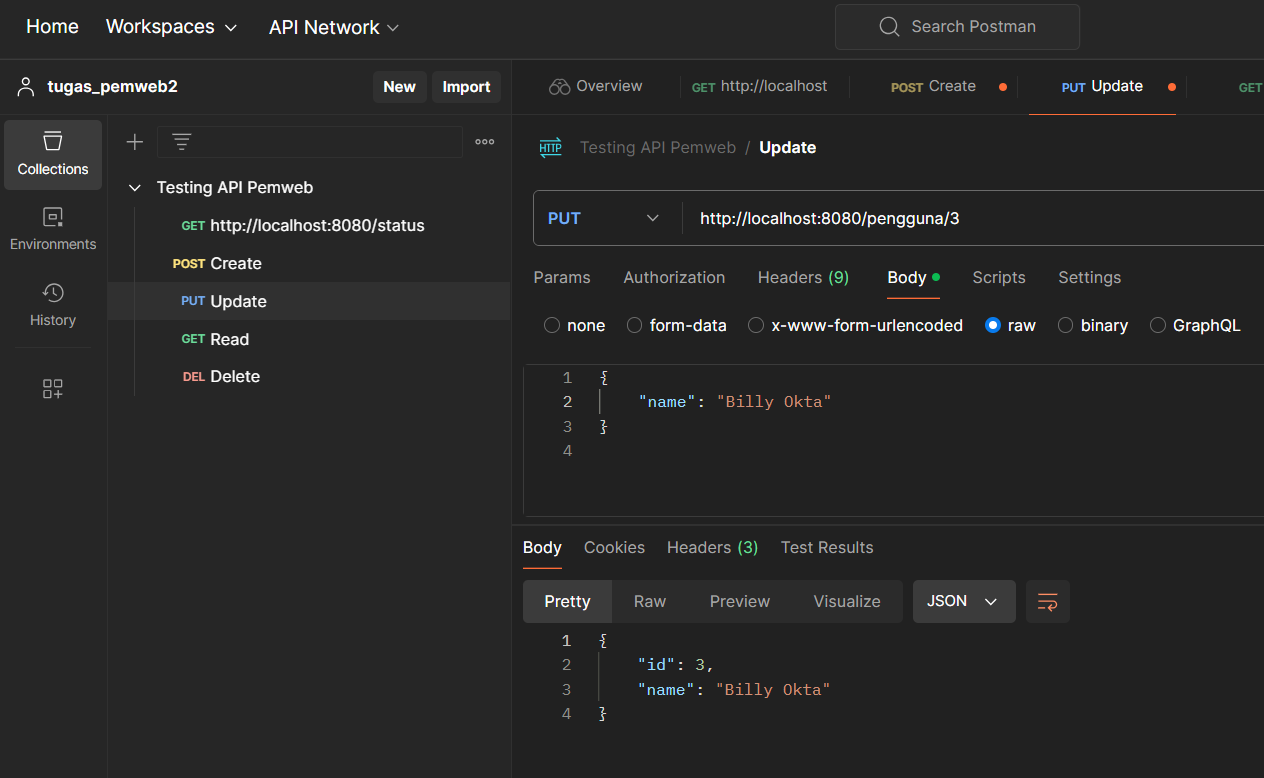 Home Workspaces API Network Search Postman
tugas_pemweb2 New Import
Overview GET http://localhost POST Create PUT Update GET
Collections
Environments
History
Testing API Pemweb
GET http://localhost:8080/status
POST Create
PUT Update
GET Read
DEL Delete
HTTP Testing API Pemweb / Update
PUT http://localhost:8080/pengguna/3
Params Authorization Headers (9) Body Scripts Settings
none form-data x-www-form-urlencoded raw binary GraphQL
1 {
2 "name": "Billy Okta"
3 }
4
Body Cookies Headers (3) Test Results
Pretty Raw Preview Visualize JSON
1 {
2 "id": 3,
3 "name": "Billy Okta"
4 }